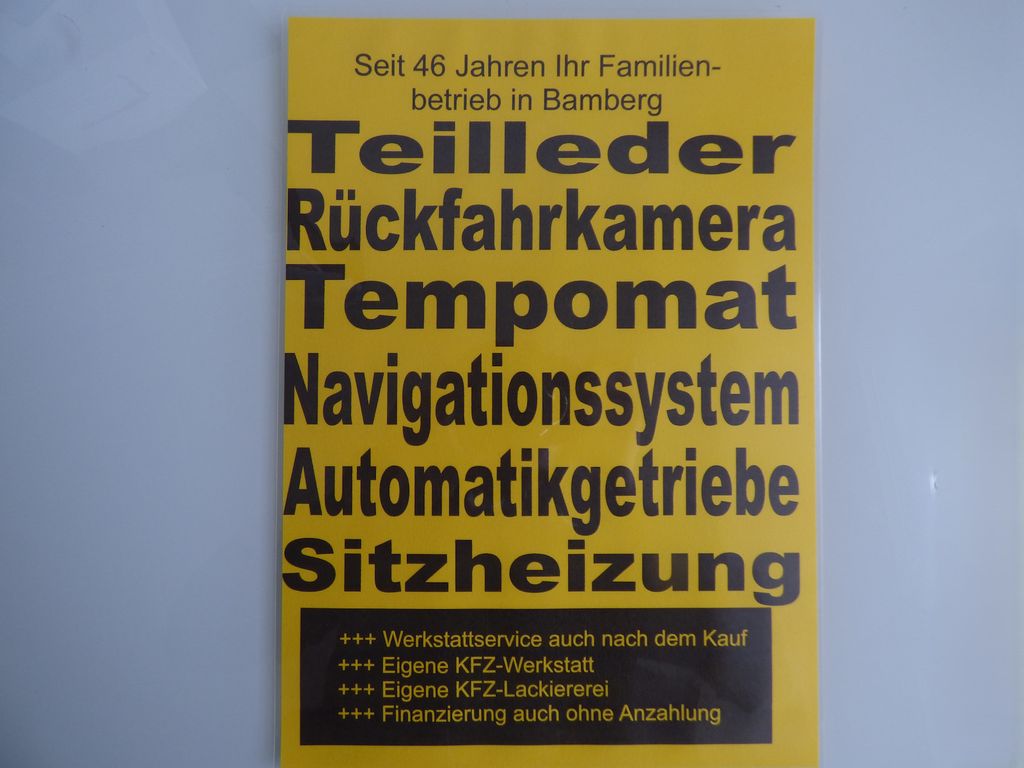 Seit 46 Jahren Ihr Familien-
betrieb in Bamberg
Teilleder
Rückfahrkamera
Tempomat
Navigationssystem
Automatikgetriebe
Sitzheizung
+++ Werkstattservice auch nach dem Kauf
+++ Eigene KFZ-Werkstatt
+++ Eigene KFZ-Lackiererei
+++ Finanzierung auch ohne Anzahlung